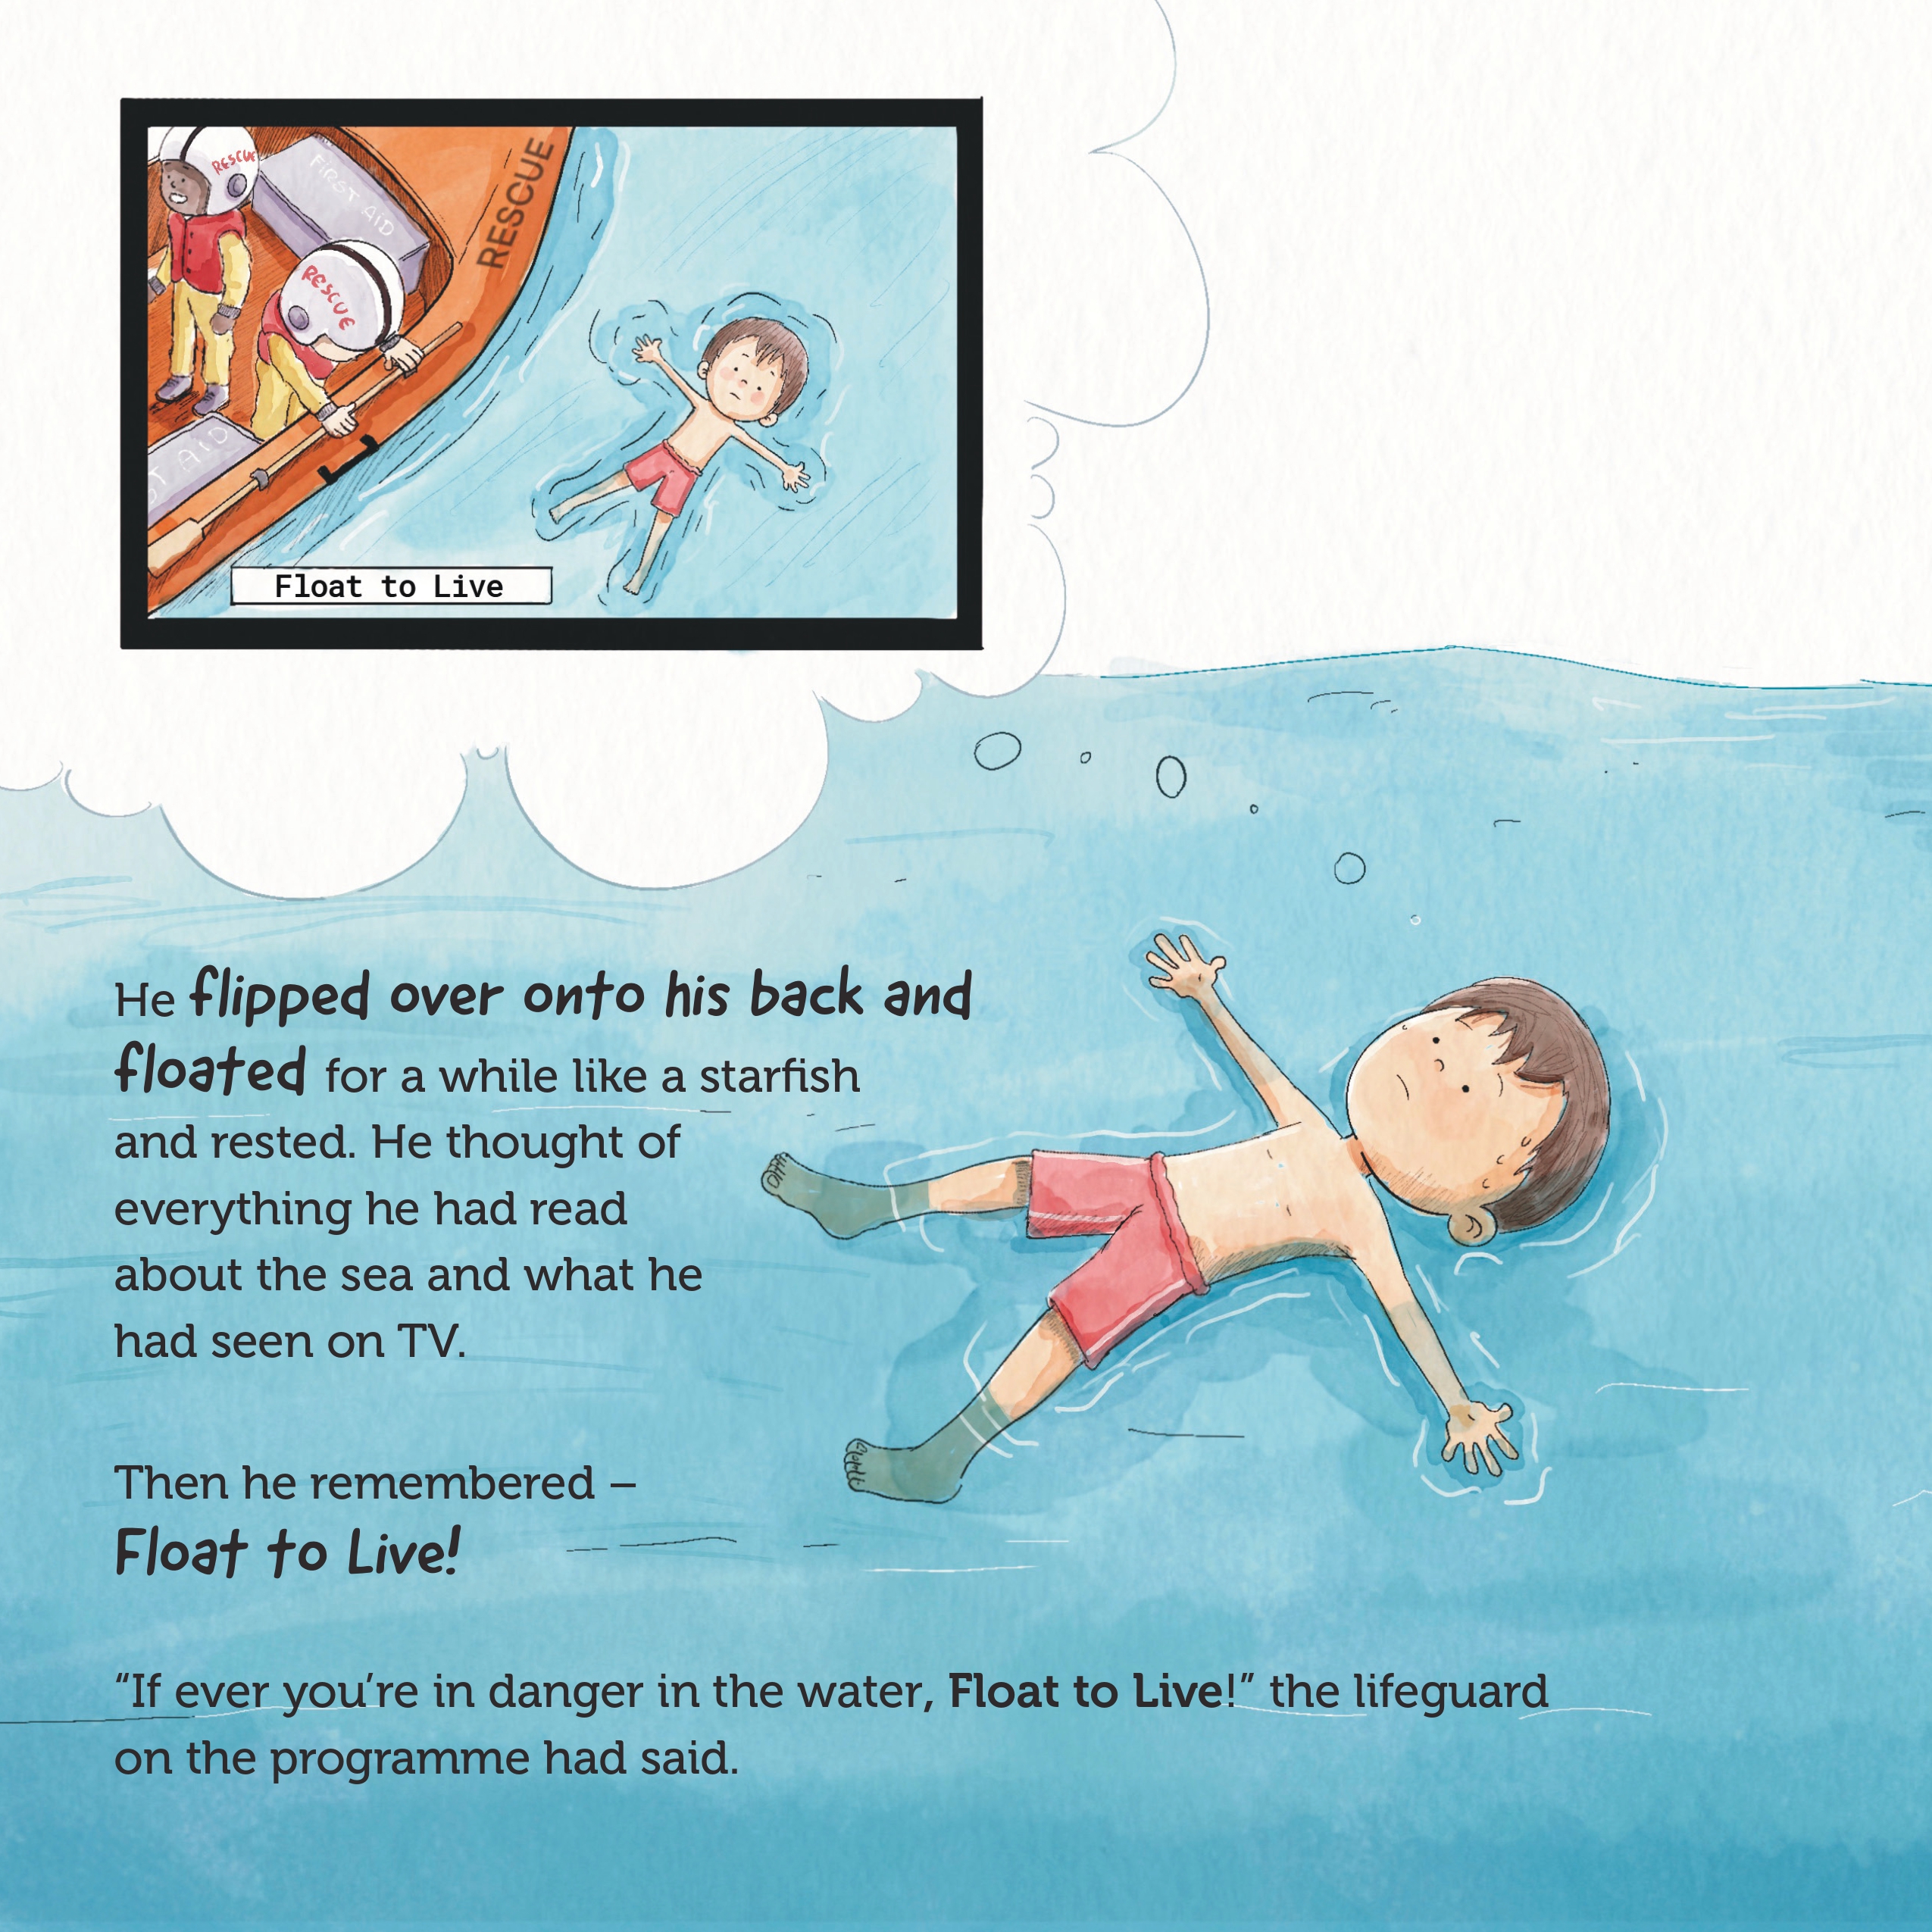 RESCUE
FIRST AID
RESCUE
RESCUE
ST AID
Float to Live
He flipped over onto his back and
floated for a while like a starfish
and rested. He thought of
everything he had read
about the sea and what he
had seen on TV.
Then he remembered –
Float to Live!
“If ever you’re in danger in the water, Float to Live!” the lifeguard
on the programme had said.